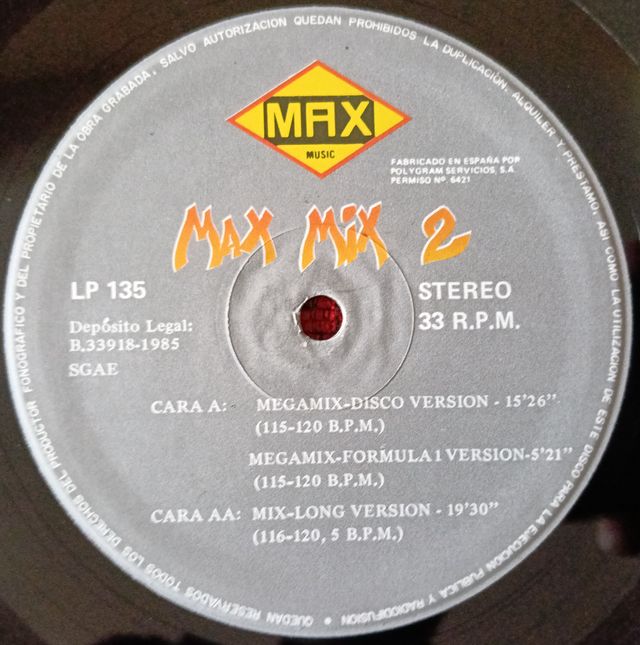 QUEDAN RESERVADOS TODOS LOS DERECHOS DEL PRODUCTOR FONOGRAFICO Y DEL PROPIETARIO DE LA OBRA GRABADA, SALVO AUTORIZACION QUEDAN PROHIBIDOS LA DUPLICACION, ALQUILER Y PRESTAMO, ASI COMO LA UTILIZACION DE ESTE DISCO PARA LA EJECUCION PUBLICA Y RADIODIFUSION
MAX
MUSIC
FABRICADO EN ESPAÑA POR
POLYGRAM SERVICIOS, S.A.
PERMISO Nº. 6421
MAX MIX 2
LP 135
STEREO
33 R.P.M.
Depósito Legal:
B.33918-1985
SGAE
CARA A: MEGAMIX-DISCO VERSION - 15'26"
(115-120 B.P.M.)
MEGAMIX-FORMULA 1 VERSION-5'21"
(115-120 B.P.M.)
CARA AA: MIX-LONG VERSION - 19'30"
(116-120, 5 B.P.M.)